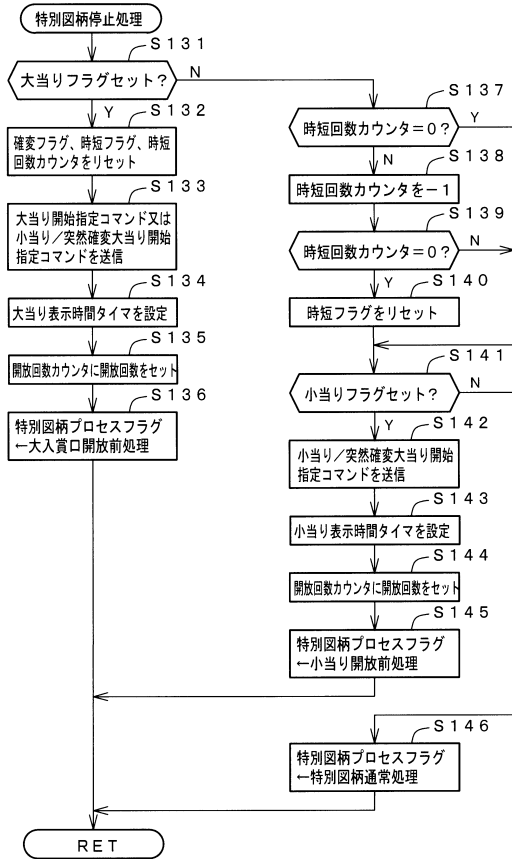 特別図柄停止処理
S131
大当りフラグセット?
N
Y
S132
確変フラグ、時短フラグ、時短
回数カウンタをリセット
S133
大当り開始指定コマンド又は
小当り/突然確変大当り開始
指定コマンドを送信
S134
大当り表示時間タイマを設定
S135
開放回数カウンタに開放回数をセット
S136
特別図柄プロセスフラグ
←大入賞口開放前処理
S137
時短回数カウンタ=0?
Y
N
S138
時短回数カウンタを-1
S139
時短回数カウンタ=0?
N
Y
S140
時短フラグをリセット
S141
小当りフラグセット?
N
Y
S142
小当り/突然確変大当り開始
指定コマンドを送信
S143
小当り表示時間タイマを設定
S144
開放回数カウンタに開放回数をセット
S145
特別図柄プロセスフラグ
←小当り開放前処理
S146
特別図柄プロセスフラグ
←特別図柄通常処理
RET